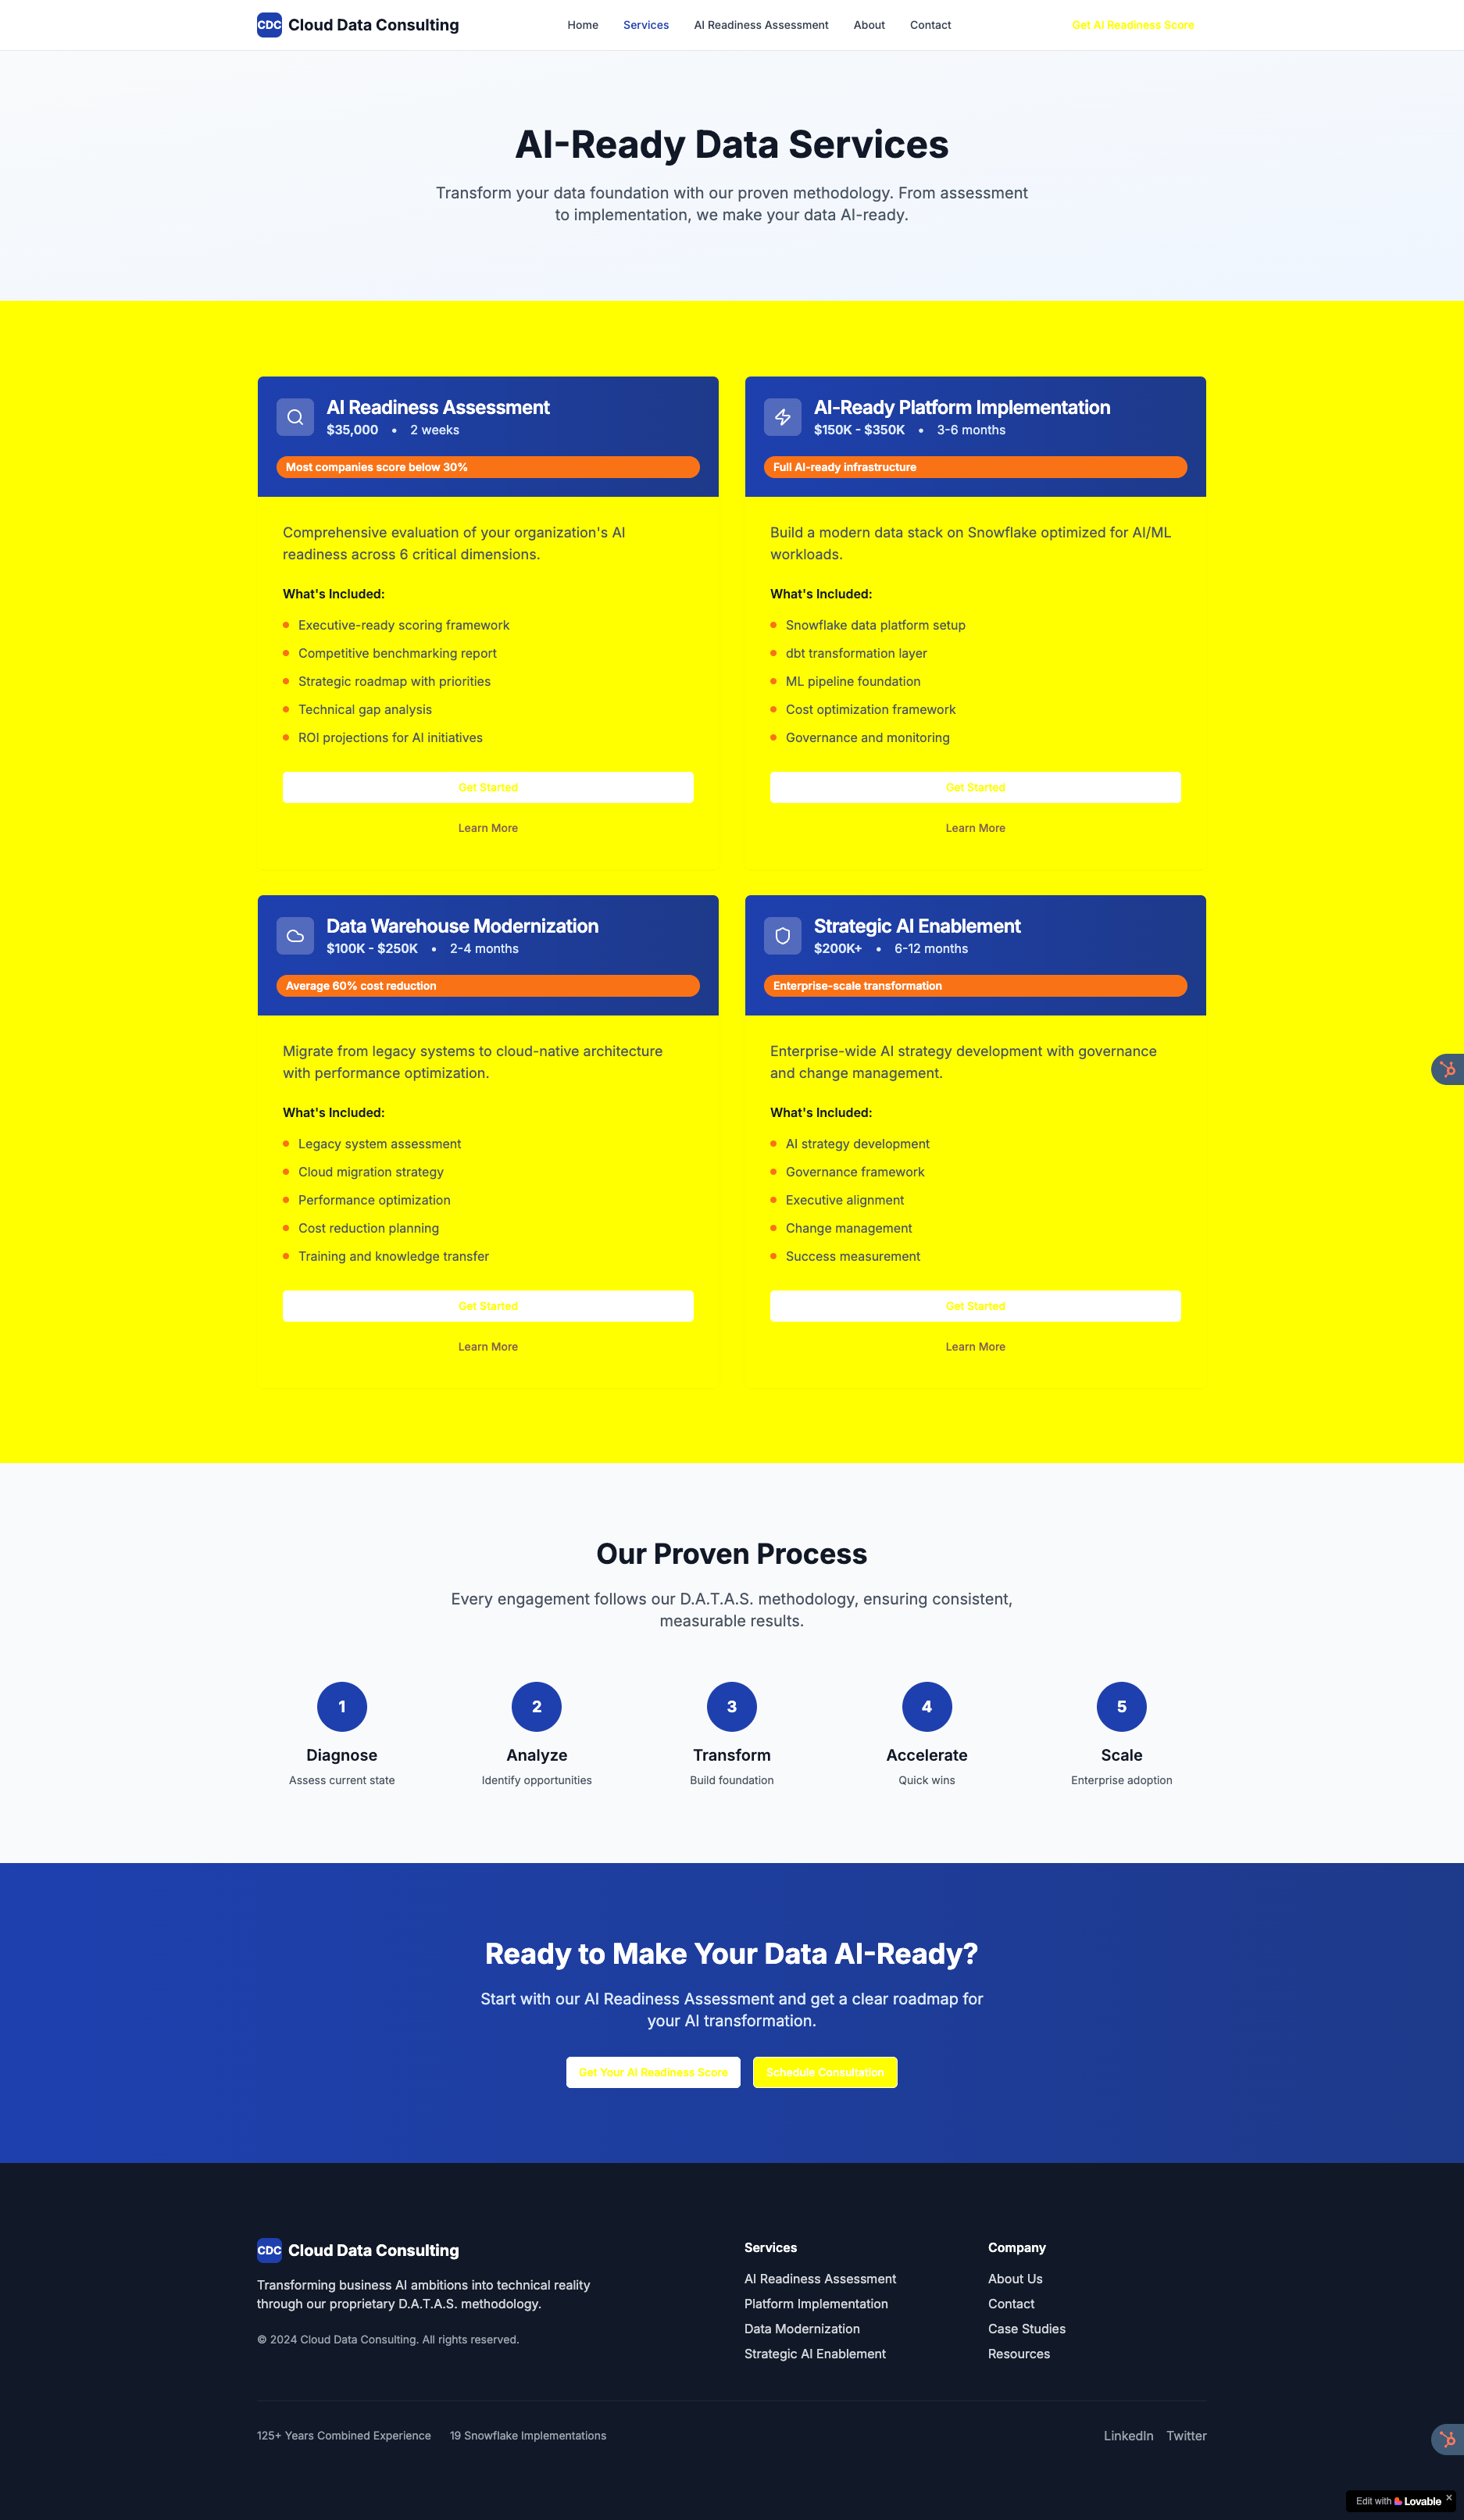 CDC Cloud Data Consulting
Home Services AI Readiness Assessment About Contact
Get AI Readiness Score
AI-Ready Data Services
Transform your data foundation with our proven methodology. From assessment
to implementation, we make your data AI-ready.
AI Readiness Assessment
$35,000 • 2 weeks
Most companies score below 30%
Comprehensive evaluation of your organization's AI
readiness across 6 critical dimensions.
What's Included:
Executive-ready scoring framework
Competitive benchmarking report
Strategic roadmap with priorities
Technical gap analysis
ROI projections for AI initiatives
Get Started
Learn More
AI-Ready Platform Implementation
$150K - $350K • 3-6 months
Full AI-ready infrastructure
Build a modern data stack on Snowflake optimized for AI/ML
workloads.
What's Included:
Snowflake data platform setup
dbt transformation layer
ML pipeline foundation
Cost optimization framework
Governance and monitoring
Get Started
Learn More
Data Warehouse Modernization
$100K - $250K • 2-4 months
Average 60% cost reduction
Migrate from legacy systems to cloud-native architecture
with performance optimization.
What's Included:
Legacy system assessment
Cloud migration strategy
Performance optimization
Cost reduction planning
Training and knowledge transfer
Get Started
Learn More
Strategic AI Enablement
$200K+ • 6-12 months
Enterprise-scale transformation
Enterprise-wide AI strategy development with governance
and change management.
What's Included:
AI strategy development
Governance framework
Executive alignment
Change management
Success measurement
Get Started
Learn More
Our Proven Process
Every engagement follows our D.A.T.A.S. methodology, ensuring consistent,
measurable results.
1
Diagnose
Assess current state
2
Analyze
Identify opportunities
3
Transform
Build foundation
4
Accelerate
Quick wins
5
Scale
Enterprise adoption
Ready to Make Your Data AI-Ready?
Start with our AI Readiness Assessment and get a clear roadmap for
your AI transformation.
Get Your AI Readiness Score
Schedule Consultation
CDC Cloud Data Consulting
Transforming business AI ambitions into technical reality
through our proprietary D.A.T.A.S. methodology.
© 2024 Cloud Data Consulting. All rights reserved.
Services
AI Readiness Assessment
Platform Implementation
Data Modernization
Strategic AI Enablement
Company
About Us
Contact
Case Studies
Resources
125+ Years Combined Experience 19 Snowflake Implementations
LinkedIn Twitter
Edit with Lovable